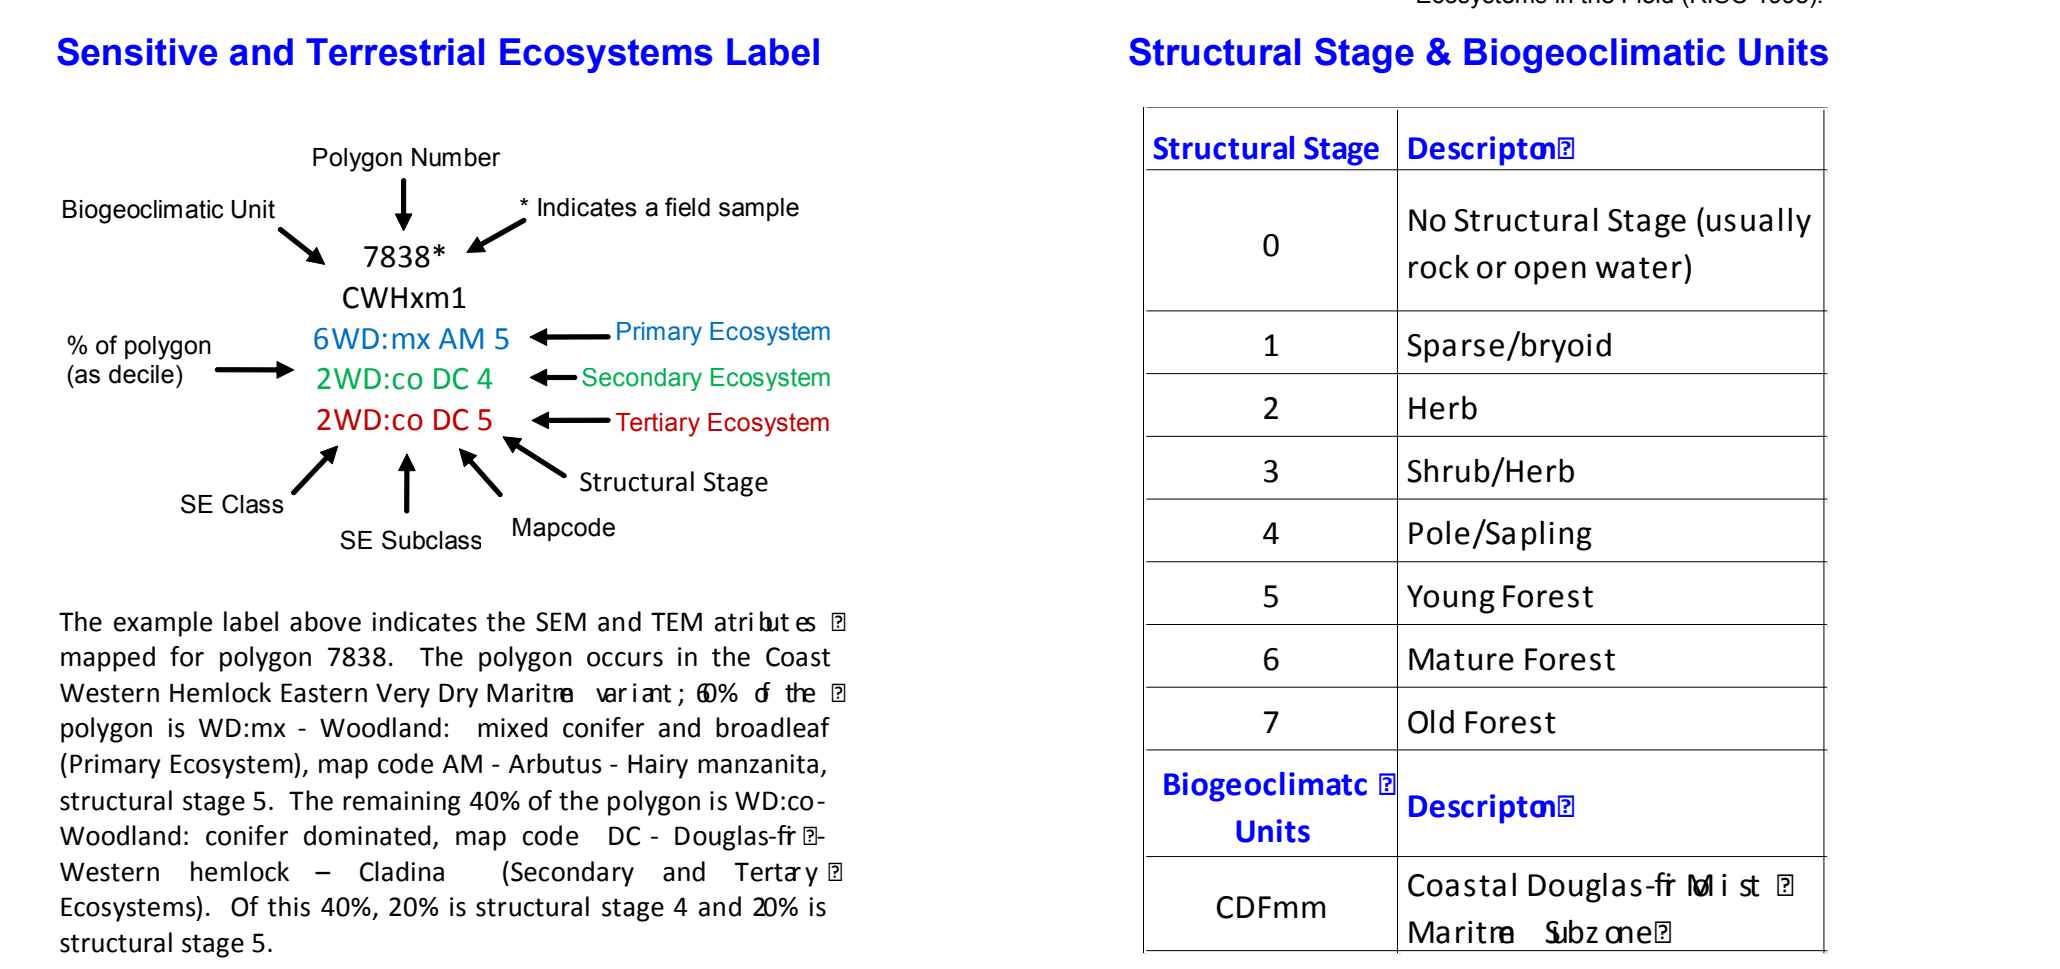 Sensitive and Terrestrial Ecosystems Label
Polygon Number
Biogeoclimatic Unit
* Indicates a field sample
7838*
CWHxm1
6WD:mx AM 5
Primary Ecosystem
% of polygon
(as decile)
2WD:co DC 4
Secondary Ecosystem
2WD:co DC 5
Tertiary Ecosystem
Structural Stage
SE Class
Mapcode
SE Subclass
The example label above indicates the SEM and TEM atributes
mapped for polygon 7838. The polygon occurs in the Coast
Western Hemlock Eastern Very Dry Maritme variant; 60% of the
polygon is WD:mx - Woodland: mixed conifer and broadleaf
(Primary Ecosystem), map code AM - Arbutus - Hairy manzanita,
structural stage 5. The remaining 40% of the polygon is WD:co-
Woodland: conifer dominated, map code DC - Douglas-fir -
Western hemlock – Cladina (Secondary and Tertary
Ecosystems). Of this 40%, 20% is structural stage 4 and 20% is
structural stage 5.
Structural Stage & Biogeoclimatic Units
Structural Stage Descripton
0 No Structural Stage (usually
rock or open water)
1 Sparse/bryoid
2 Herb
3 Shrub/Herb
4 Pole/Sapling
5 Young Forest
6 Mature Forest
7 Old Forest
Biogeoclimatc
Units
Descripton
CDFmm
Coastal Douglas-fir Moist
Maritme Subzone